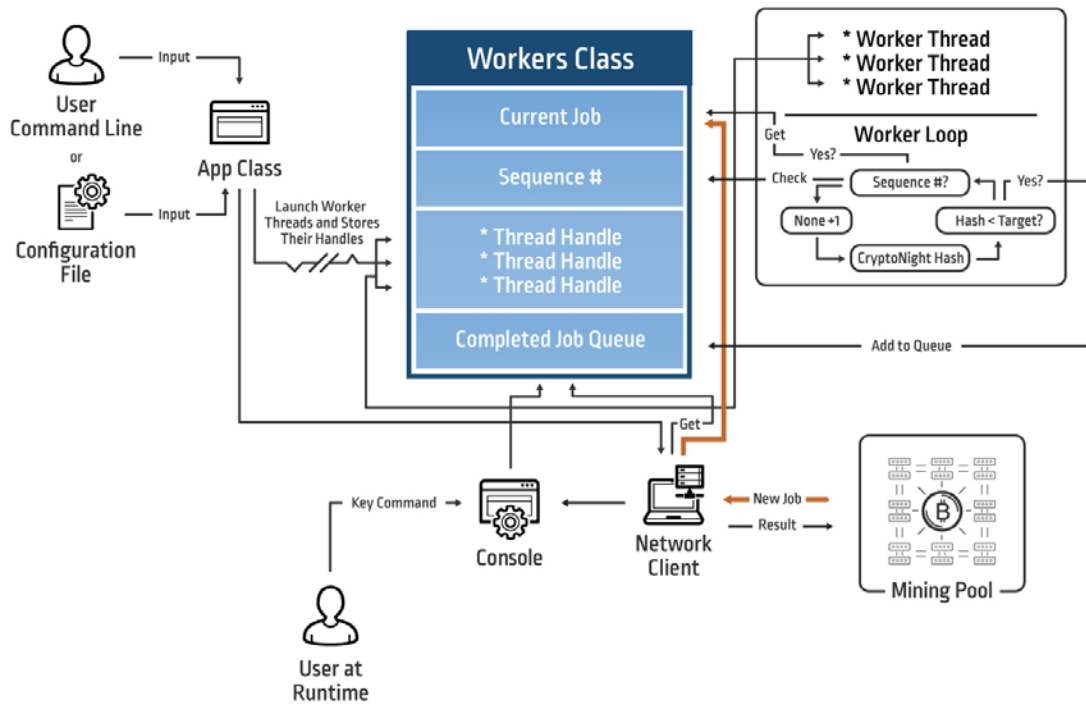 User
Command Line
or
Configuration
File
Input
Input
App Class
Launch Worker
Threads and Stores
Their Handles
Workers Class
Current Job
Sequence #
* Thread Handle
* Thread Handle
* Thread Handle
Completed Job Queue
* Worker Thread
* Worker Thread
* Worker Thread
Worker Loop
Get
Yes?
Check
Sequence #?
Yes?
None +1
Hash < Target?
CryptoNight Hash
Add to Queue
Get
Key Command
Console
Network
Client
New Job
Result
Mining Pool
User at
Runtime